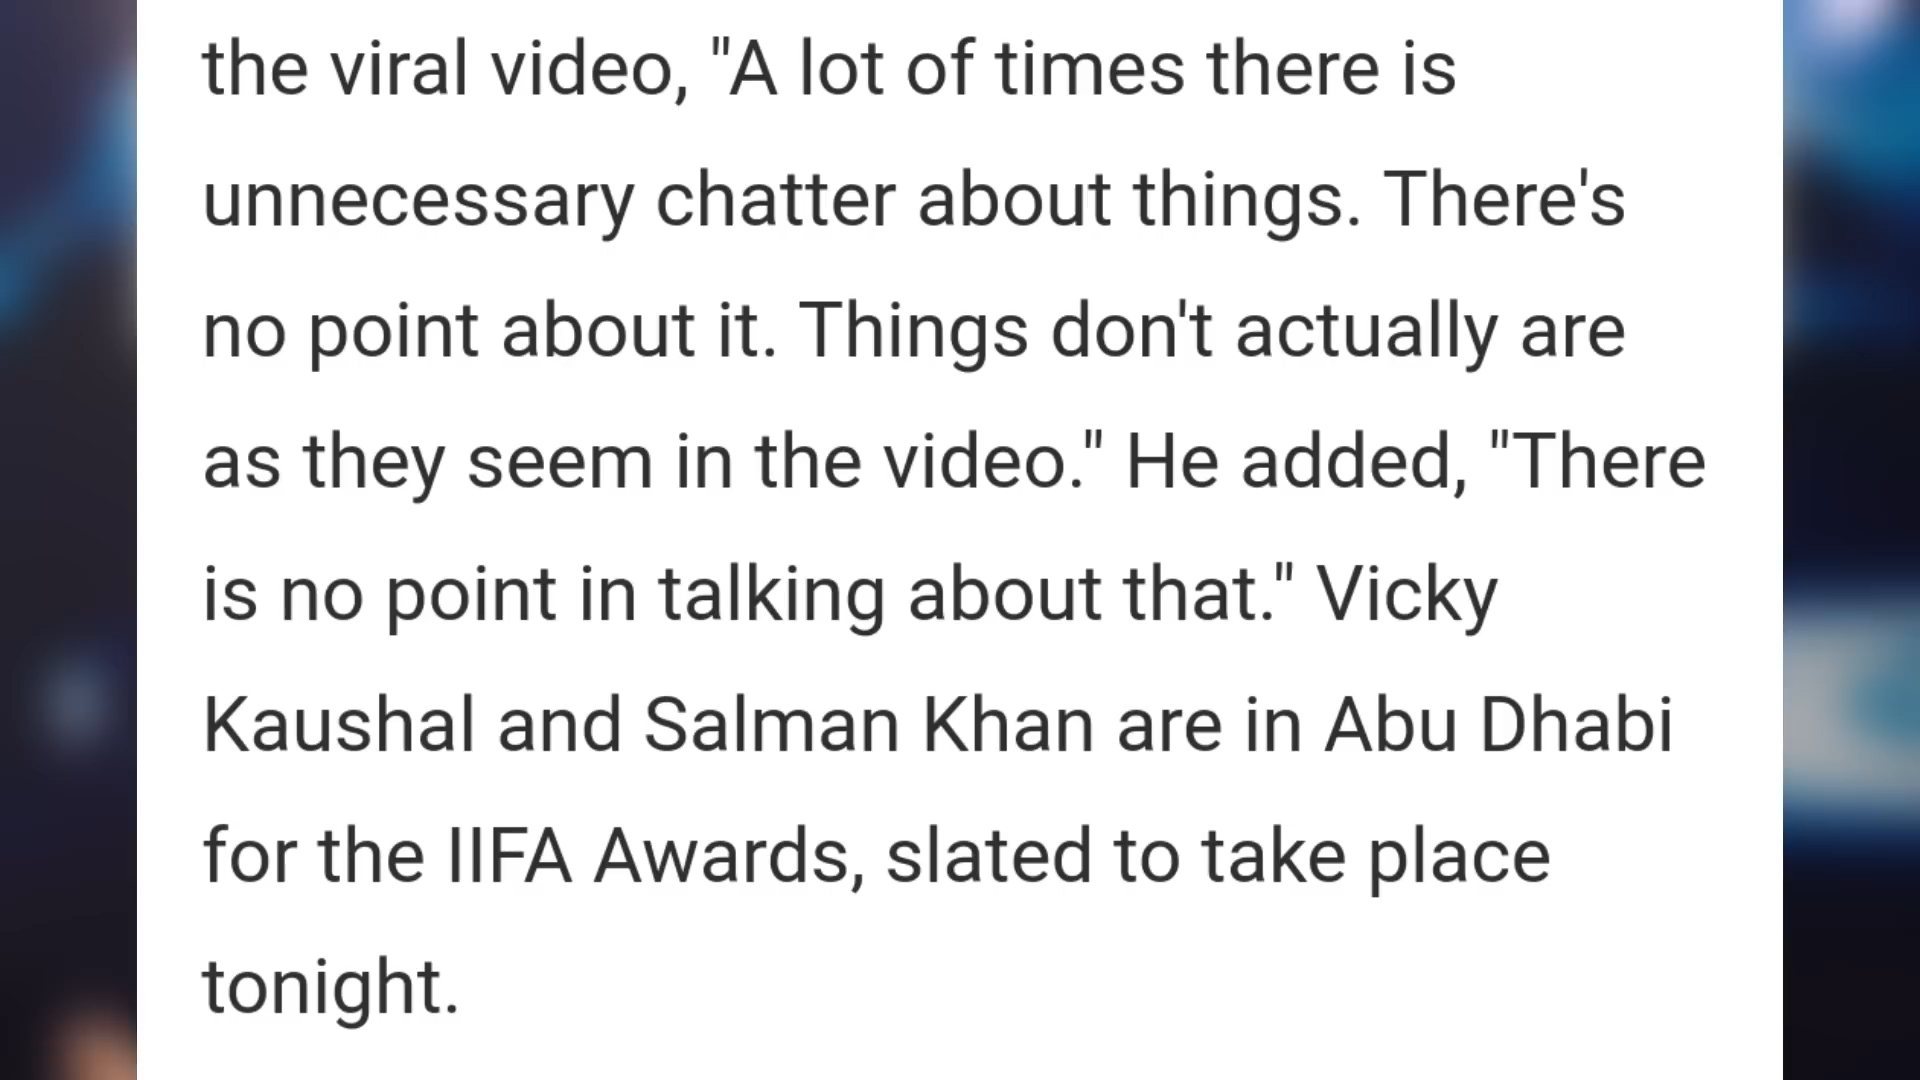 the viral video, "A lot of times there is
unnecessary chatter about things. There's
no point about it. Things don't actually are
as they seem in the video." He added, "There
is no point in talking about that." Vicky
Kaushal and Salman Khan are in Abu Dhabi
for the IIFA Awards, slated to take place
tonight.